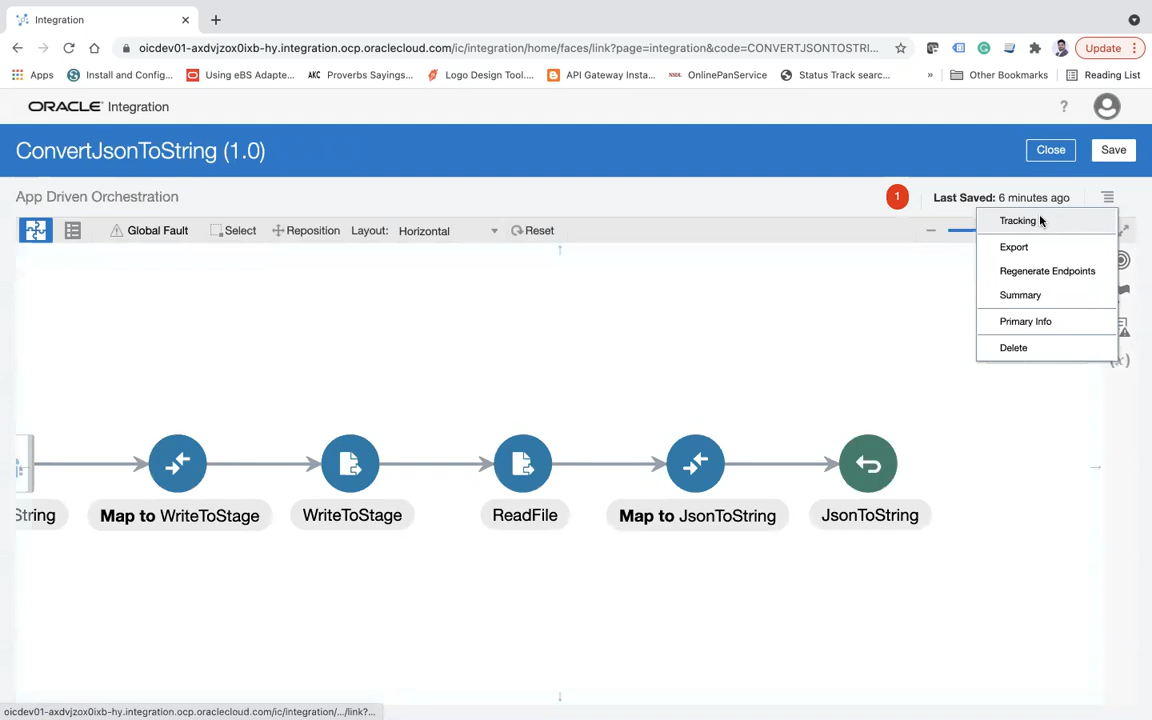 Integration
oicdev01-axdvjzox0ixb-hy.integration.ocp.oraclecloud.com/ic/integration/home/faces/link?page=integration&code=CONVERTJSONTOSTRI...
Update
Apps
Install and Config...
Using eBS Adapte...
AKC Proverbs Sayings...
Logo Design Tool....
API Gateway Insta...
NSDL OnlinePanService
Status Track searc...
»
Other Bookmarks
Reading List
ORACLE Integration
?
ConvertJsonToString (1.0)
Close
Save
App Driven Orchestration
1
Last Saved: 6 minutes ago
Global Fault
Select
Reposition
Layout: Horizontal
Reset
Tracking
Export
Regenerate Endpoints
Summary
Primary Info
Delete
String
Map to WriteToStage
WriteToStage
ReadFile
Map to JsonToString
JsonToString
oicdev01-axdvjzox0ixb-hy.integration.ocp.oraclecloud.com/ic/integration/.../link?...